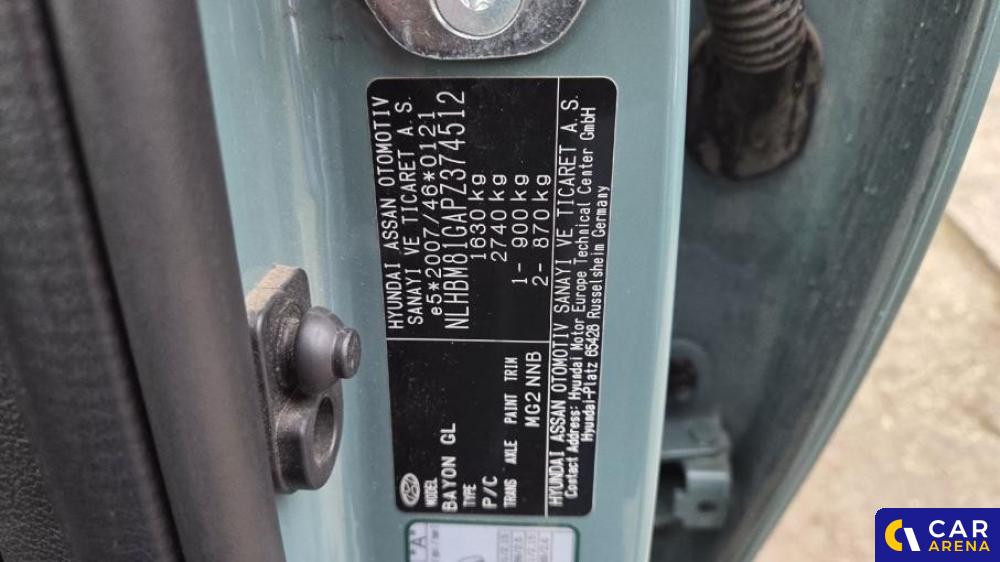 HYUNDAI ASSAN OTOMOTIV
SANAYI VE TICARET A.S.
e5*2007/46*0121
NLHBM81GAPZ374512
1630 kg
2740 kg
1- 900 kg
2- 870 kg
MODEL
BAYON GL
TYPE
P/C
TRANS AXLE PAINT TRIM
MG2 NNB
HYUNDAI ASSAN OTOMOTIV SANAYI VE TICARET A.S.
Contact Address: Hyundai Motor Europe Technical Center GmbH
Hyundai-Platz 65428 Russelsheim Germany
"A"
CAR
ARENA